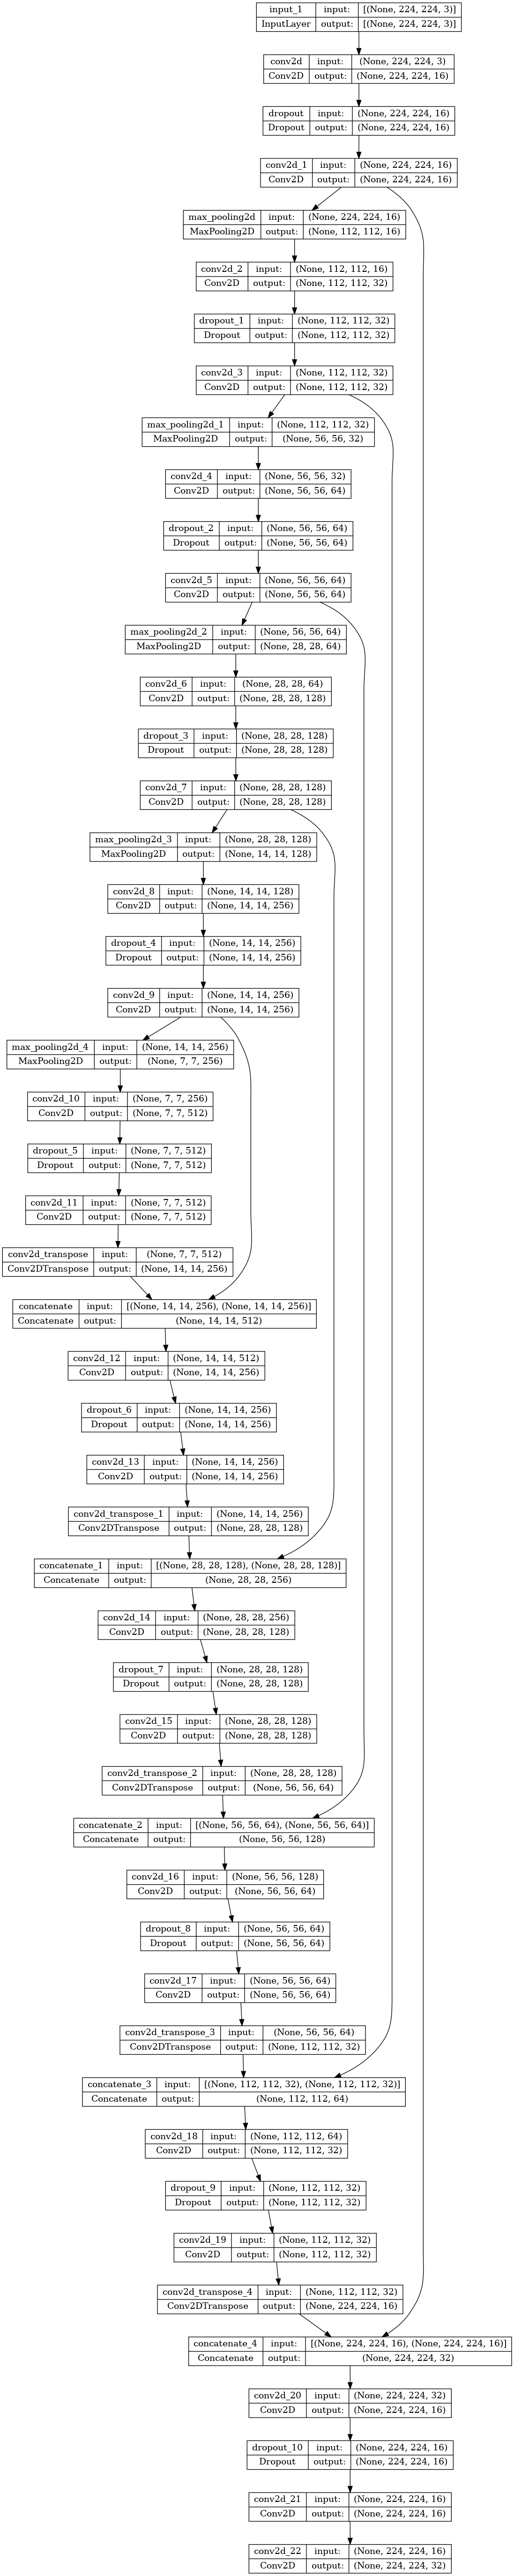 input_1 input: [(None, 224, 224, 3)]
InputLayer output: [(None, 224, 224, 3)]
conv2d input: (None, 224, 224, 3)
Conv2D output: (None, 224, 224, 16)
dropout input: (None, 224, 224, 16)
Dropout output: (None, 224, 224, 16)
conv2d_1 input: (None, 224, 224, 16)
Conv2D output: (None, 224, 224, 16)
max_pooling2d input: (None, 224, 224, 16)
MaxPooling2D output: (None, 112, 112, 16)
conv2d_2 input: (None, 112, 112, 16)
Conv2D output: (None, 112, 112, 32)
dropout_1 input: (None, 112, 112, 32)
Dropout output: (None, 112, 112, 32)
conv2d_3 input: (None, 112, 112, 32)
Conv2D output: (None, 112, 112, 32)
max_pooling2d_1 input: (None, 112, 112, 32)
MaxPooling2D output: (None, 56, 56, 32)
conv2d_4 input: (None, 56, 56, 32)
Conv2D output: (None, 56, 56, 64)
dropout_2 input: (None, 56, 56, 64)
Dropout output: (None, 56, 56, 64)
conv2d_5 input: (None, 56, 56, 64)
Conv2D output: (None, 56, 56, 64)
max_pooling2d_2 input: (None, 56, 56, 64)
MaxPooling2D output: (None, 28, 28, 64)
conv2d_6 input: (None, 28, 28, 64)
Conv2D output: (None, 28, 28, 128)
dropout_3 input: (None, 28, 28, 128)
Dropout output: (None, 28, 28, 128)
conv2d_7 input: (None, 28, 28, 128)
Conv2D output: (None, 28, 28, 128)
max_pooling2d_3 input: (None, 28, 28, 128)
MaxPooling2D output: (None, 14, 14, 128)
conv2d_8 input: (None, 14, 14, 128)
Conv2D output: (None, 14, 14, 256)
dropout_4 input: (None, 14, 14, 256)
Dropout output: (None, 14, 14, 256)
conv2d_9 input: (None, 14, 14, 256)
Conv2D output: (None, 14, 14, 256)
max_pooling2d_4 input: (None, 14, 14, 256)
MaxPooling2D output: (None, 7, 7, 256)
conv2d_10 input: (None, 7, 7, 256)
Conv2D output: (None, 7, 7, 512)
dropout_5 input: (None, 7, 7, 512)
Dropout output: (None, 7, 7, 512)
conv2d_11 input: (None, 7, 7, 512)
Conv2D output: (None, 7, 7, 512)
conv2d_transpose input: (None, 7, 7, 512)
Conv2DTranspose output: (None, 14, 14, 256)
concatenate input: [(None, 14, 14, 256), (None, 14, 14, 256)]
Concatenate output: (None, 14, 14, 512)
conv2d_12 input: (None, 14, 14, 512)
Conv2D output: (None, 14, 14, 256)
dropout_6 input: (None, 14, 14, 256)
Dropout output: (None, 14, 14, 256)
conv2d_13 input: (None, 14, 14, 256)
Conv2D output: (None, 14, 14, 256)
conv2d_transpose_1 input: (None, 14, 14, 256)
Conv2DTranspose output: (None, 28, 28, 128)
concatenate_1 input: [(None, 28, 28, 128), (None, 28, 28, 128)]
Concatenate output: (None, 28, 28, 256)
conv2d_14 input: (None, 28, 28, 256)
Conv2D output: (None, 28, 28, 128)
dropout_7 input: (None, 28, 28, 128)
Dropout output: (None, 28, 28, 128)
conv2d_15 input: (None, 28, 28, 128)
Conv2D output: (None, 28, 28, 128)
conv2d_transpose_2 input: (None, 28, 28, 128)
Conv2DTranspose output: (None, 56, 56, 64)
concatenate_2 input: [(None, 56, 56, 64), (None, 56, 56, 64)]
Concatenate output: (None, 56, 56, 128)
conv2d_16 input: (None, 56, 56, 128)
Conv2D output: (None, 56, 56, 64)
dropout_8 input: (None, 56, 56, 64)
Dropout output: (None, 56, 56, 64)
conv2d_17 input: (None, 56, 56, 64)
Conv2D output: (None, 56, 56, 64)
conv2d_transpose_3 input: (None, 56, 56, 64)
Conv2DTranspose output: (None, 112, 112, 32)
concatenate_3 input: [(None, 112, 112, 32), (None, 112, 112, 32)]
Concatenate output: (None, 112, 112, 64)
conv2d_18 input: (None, 112, 112, 64)
Conv2D output: (None, 112, 112, 32)
dropout_9 input: (None, 112, 112, 32)
Dropout output: (None, 112, 112, 32)
conv2d_19 input: (None, 112, 112, 32)
Conv2D output: (None, 112, 112, 32)
conv2d_transpose_4 input: (None, 112, 112, 32)
Conv2DTranspose output: (None, 224, 224, 16)
concatenate_4 input: [(None, 224, 224, 16), (None, 224, 224, 16)]
Concatenate output: (None, 224, 224, 32)
conv2d_20 input: (None, 224, 224, 32)
Conv2D output: (None, 224, 224, 16)
dropout_10 input: (None, 224, 224, 16)
Dropout output: (None, 224, 224, 16)
conv2d_21 input: (None, 224, 224, 16)
Conv2D output: (None, 224, 224, 16)
conv2d_22 input: (None, 224, 224, 16)
Conv2D output: (None, 224, 224, 32)